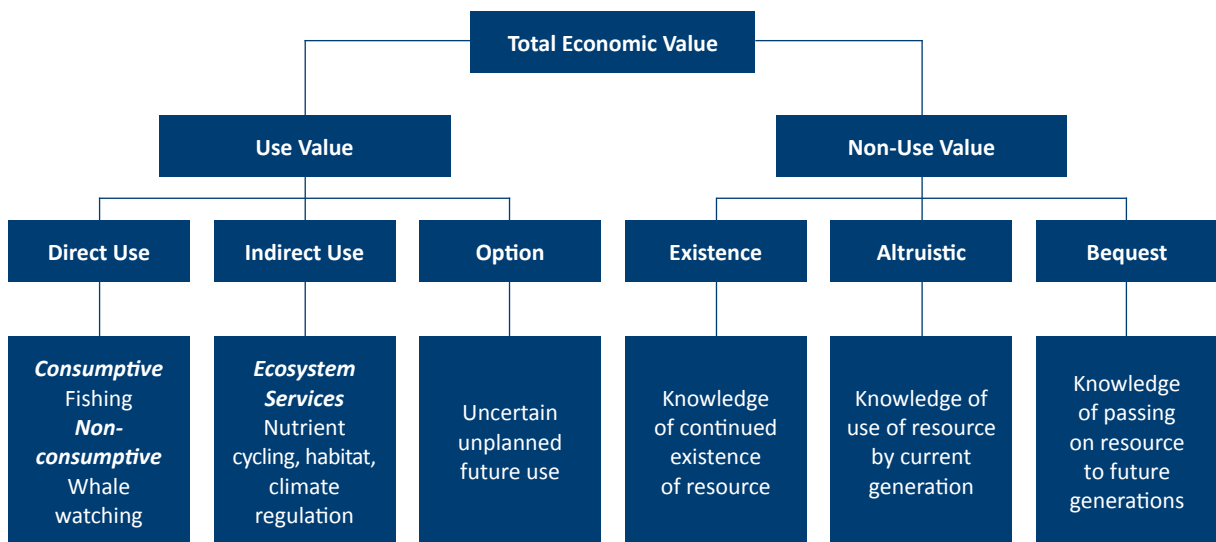 Total Economic Value
Use Value
Non-Use Value
Direct Use
Indirect Use
Option
Existence
Altruistic
Bequest
Consumptive
Fishing
Non-
consumptive
Whale
watching
Ecosystem
Services
Nutrient
cycling, habitat,
climate
regulation
Uncertain
unplanned
future use
Knowledge
of continued
existence
of resource
Knowledge of
use of resource
by current
generation
Knowledge
of passing
on resource
to future
generations